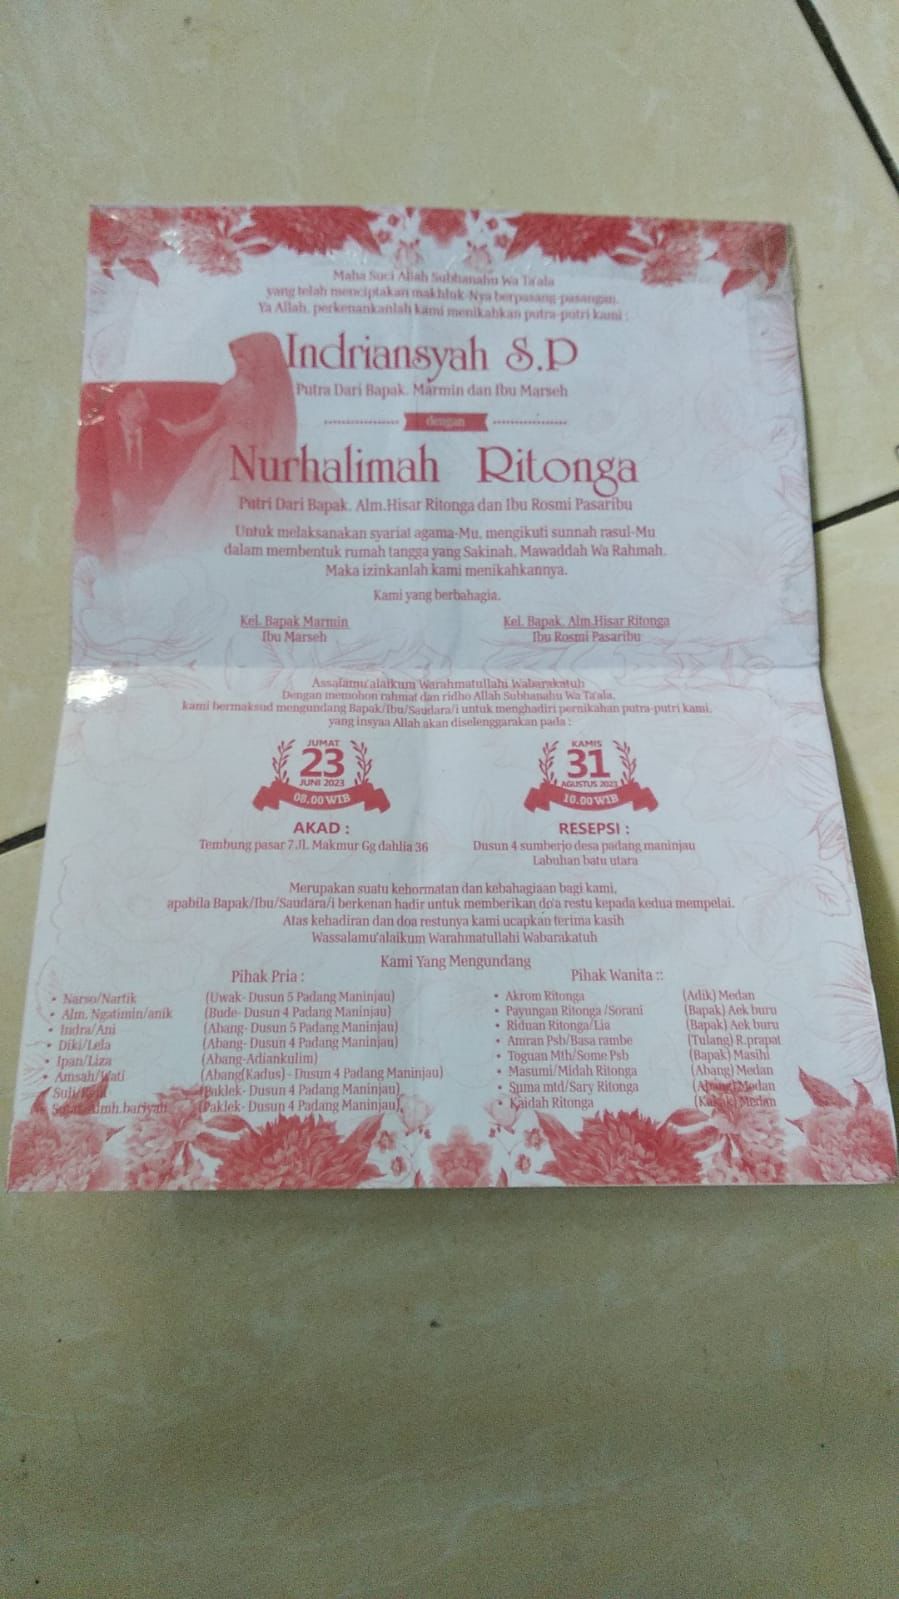 Maha Suci Allah Subhanahu Wa Ta'ala
yang telah menciptakan makhluk-Nya berpasang-pasangan.
Ya Allah, perkenankanlah kami menikahkan putra-putri kami :
Indriansyah S.P
Putra Dari Bapak. Marmin dan Ibu Marseh
dengan
Nurhalimah Ritonga
Putri Dari Bapak. Alm.Hisar Ritonga dan Ibu Rosmi Pasaribu
Untuk melaksanakan syariat agama-Mu, mengikuti sunnah rasul-Mu
dalam membentuk rumah tangga yang Sakinah, Mawaddah Wa Rahmah.
Maka izinkanlah kami menikahkannya.
Kami yang berbahagia.
Kel. Bapak Marmin
Ibu Marseh
Kel. Bapak. Alm.Hisar Ritonga
Ibu Rosmi Pasaribu
Assalamu'alaikum Warahmatullahi Wabarakatuh
Dengan memohon rahmat dan ridho Allah Subhanahu Wa Ta'ala,
kami bermaksud mengundang Bapak/Ibu/Saudara/i untuk menghadiri pernikahan putra-putri kami,
yang insyaa Allah akan diselenggarakan pada :
JUMAT
23
JUNI 2023
08.00 WIB
AKAD :
Tembung pasar 7.Jl. Makmur Gg dahlia 36
KAMIS
31
AGUSTUS 2023
10.00 WIB
RESEPSI :
Dusun 4 sumberjo desa padang maninjau
Labuhan batu utara
Merupakan suatu kehormatan dan kebahagiaan bagi kami,
apabila Bapak/Ibu/Saudara/i berkenan hadir untuk memberikan do'a restu kepada kedua mempelai.
Atas kehadiran dan doa restunya kami ucapkan terima kasih
Wassalamu'alaikum Warahmatullahi Wabarakatuh
Kami Yang Mengundang
Pihak Pria :
• Narso/Nartik (Uwak- Dusun 5 Padang Maninjau)
• Alm. Ngatimin/anik (Bude- Dusun 4 Padang Maninjau)
• Indra/Ani (Abang- Dusun 5 Padang Maninjau)
• Diki/Lela (Abang- Dusun 4 Padang Maninjau)
• Ipan/Liza (Abang-Adiankulim)
• Amsah/Wati (Abang(Kadus) - Dusun 4 Padang Maninjau)
(Paklek- Dusun 4 Padang Maninjau)
(Paklek- Dusun 4 Padang Maninjau)
Pihak Wanita ::
• Akrom Ritonga (Adik) Medan
• Payungan Ritonga /Sorani (Bapak) Aek buru
• Riduan Ritonga/Lia (Bapak) Aek buru
• Amran Psb/Basa rambe (Tulang) R.prapat
• Toguan Mth/Some Psb (Bapak) Masihi
• Masumi/Midah Ritonga (Abang) Medan
• Suma mtd/Sary Ritonga (Abang) Medan
• Kaidah Ritonga (Kakak) Medan